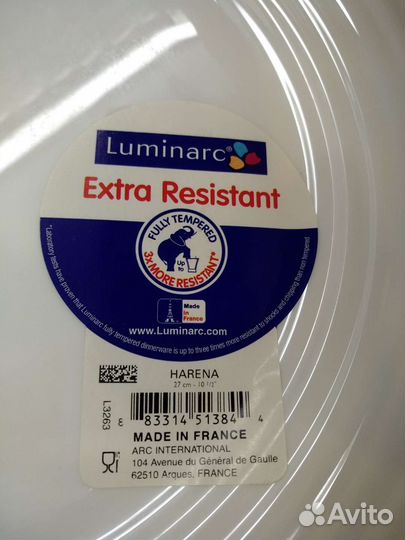 Luminarc®
Extra Resistant
FULLY TEMPERED
Up to
3x MORE RESISTANT*
Made in France
www.Luminarc.com
*Laboratory tests have proven that Luminarc fully tempered dinnerware is up to three times more resistant to shocks and chipping than non tempered
HARENA
27 cm - 10 1/2"
L3263
8 83314 51384 4
MADE IN FRANCE
ARC INTERNATIONAL
104 Avenue du Général de Gaulle
62510 Arques, FRANCE
Avito